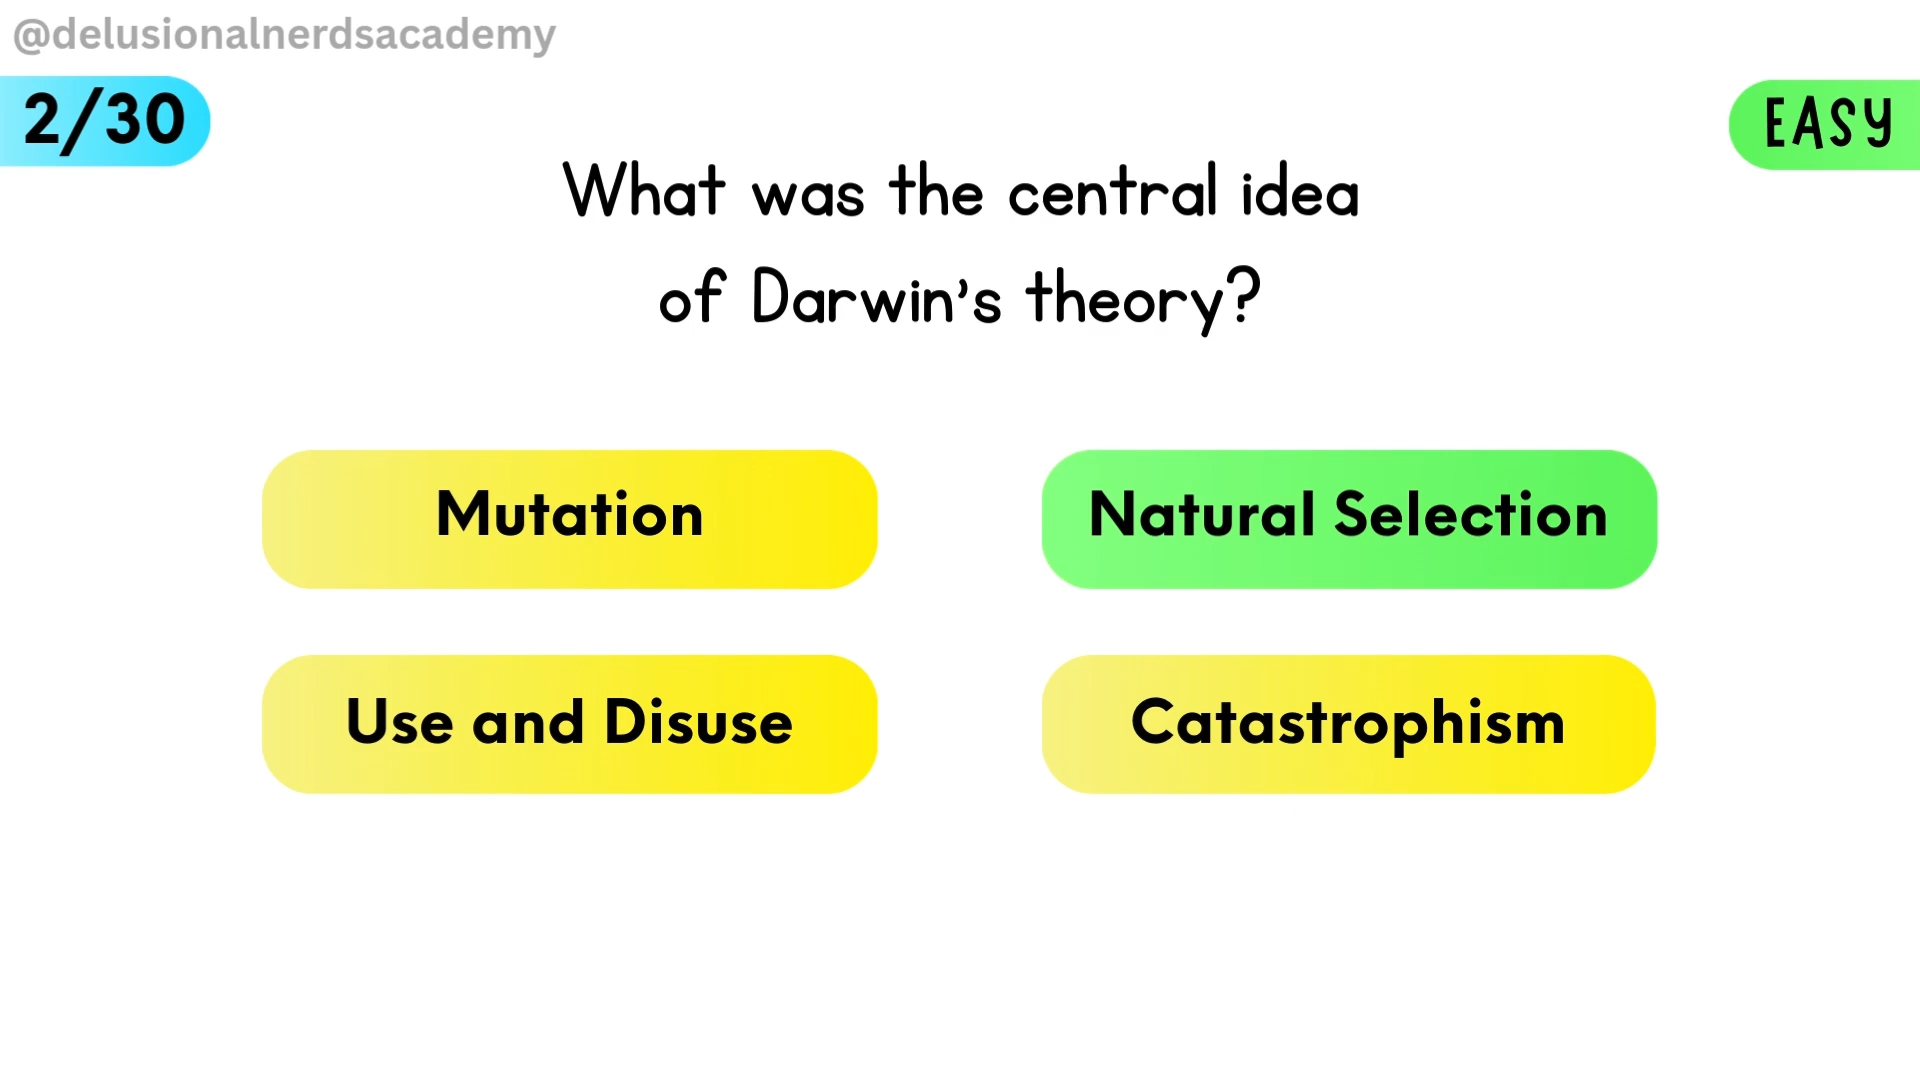 @delusionalnerdsacademy
2/30
EASY
What was the central idea
of Darwin's theory?
Mutation
Natural Selection
Use and Disuse
Catastrophism